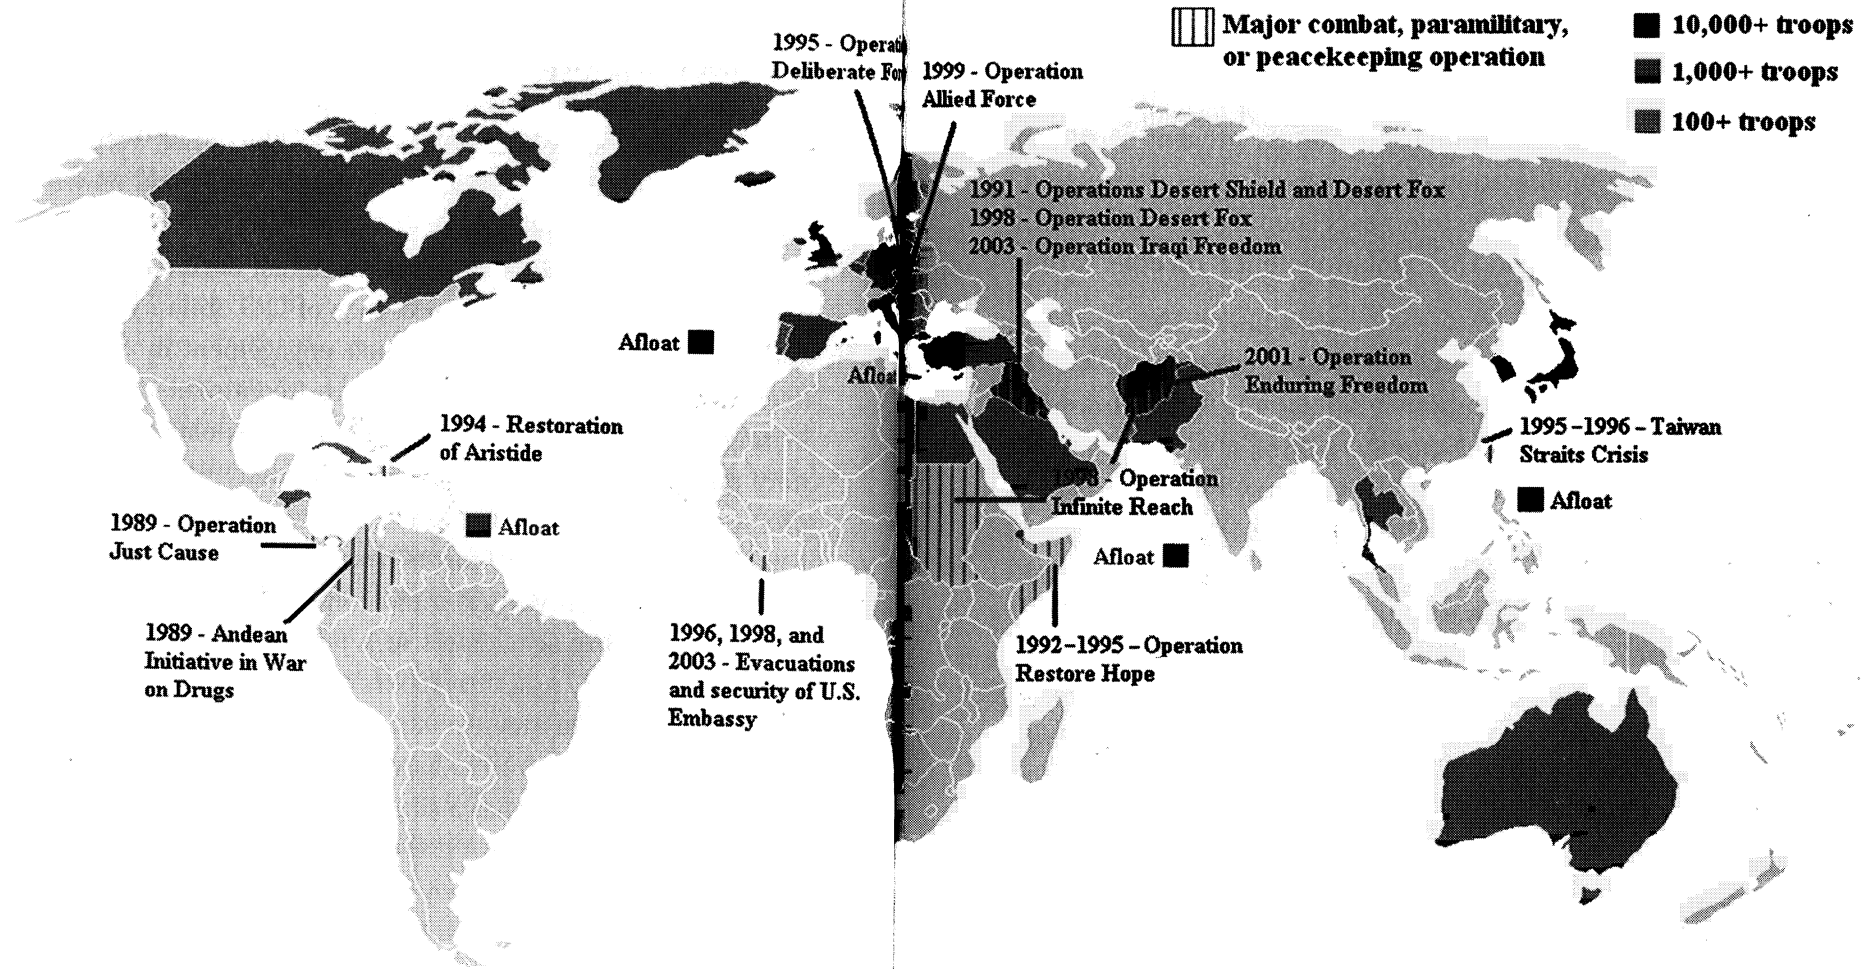 Major combat, paramilitary,
or peacekeeping operation
10,000+ troops
1,000+ troops
100+ troops
1995 - Operati
Deliberate For
1999 - Operation
Allied Force
1991 - Operations Desert Shield and Desert Fox
1998 - Operation Desert Fox
2003 - Operation Iraqi Freedom
Afloat
Afloat
2001 - Operation
Enduring Freedom
1994 - Restoration
of Aristide
1995-1996 - Taiwan
Straits Crisis
1998 - Operation
Infinite Reach
Afloat
1989 - Operation
Just Cause
Afloat
Afloat
1989 - Andean
Initiative in War
on Drugs
1996, 1998, and
2003 - Evacuations
and security of U.S.
Embassy
1992-1995 - Operation
Restore Hope